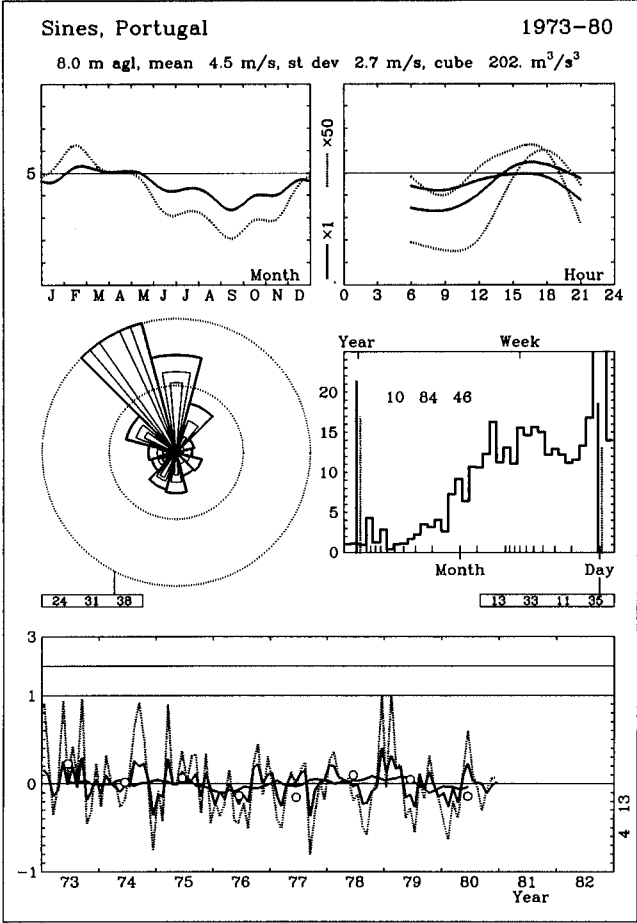 Sines, Portugal 1973-80
8.0 m agl, mean 4.5 m/s, st dev 2.7 m/s, cube 202. m³/s³
5
J F M A M J J A S O N D
Month
×1 ×50
0 3 6 9 12 15 18 21 24
Hour
Year Week
20
15
10
5
0
10 84 46
Month Day
24 31 38
13 33 11 35
3
1
0
-1
73 74 75 76 77 78 79 80 81 82
Year
4 13